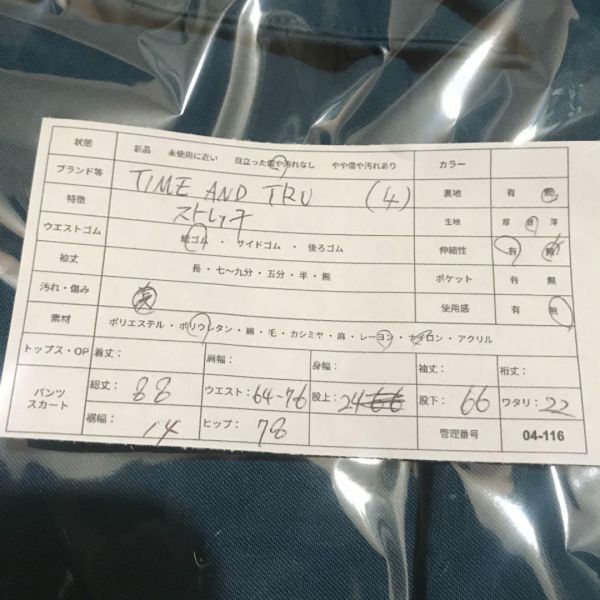 状態 新品 未使用に近い 目立った傷や汚れなし やや傷や汚れあり カラー
ブランド等 TIME AND TRU (4) 裏地 有 無
特徴 ストレッチ 生地 厚 普 薄
ウエストゴム 総ゴム ・ サイドゴム ・ 後ろゴム 伸縮性 有 無
袖丈 長・七〜九分・五分・半・無 ポケット 有 無
汚れ・傷み 使用感 有 無
素材 ポリエステル・ポリウレタン・綿・毛・カシミヤ・麻・レーヨン・ナイロン・アクリル
トップス・OP 着丈: 肩幅: 身幅: 袖丈: 裄丈:
パンツ スカート 総丈: 88 ウエスト: 64-76 股上: 24 股下: 66 ワタリ: 22
裾幅: 14 ヒップ: 78 管理番号 04-116